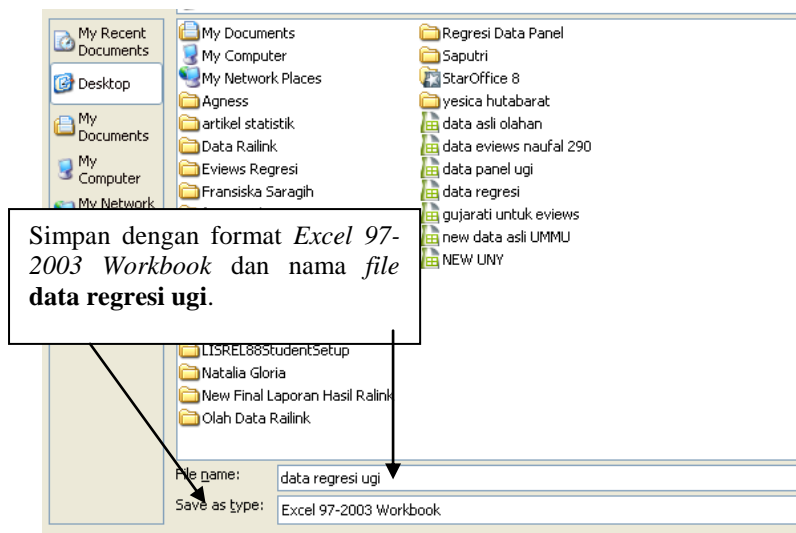 My Recent
Documents
Desktop
My
Documents
My
Computer
My Network
My Documents
My Computer
My Network Places
Agness
artikel statistik
Data Railink
Eviews Regresi
Fransiska Saragih
LISREL88StudentSetup
Natalia Gloria
New Final Laporan Hasil Ralink
Olah Data Railink
Regresi Data Panel
Saputri
StarOffice 8
yesica hutabarat
data asli olahan
data eviews naufal 290
data panel ugi
data regresi
gujarati untuk eviews
new data asli UMMU
NEW UNY
Simpan dengan format Excel 97-
2003 Workbook dan nama file
data regresi ugi.
File name:
data regresi ugi
Save as type:
Excel 97-2003 Workbook